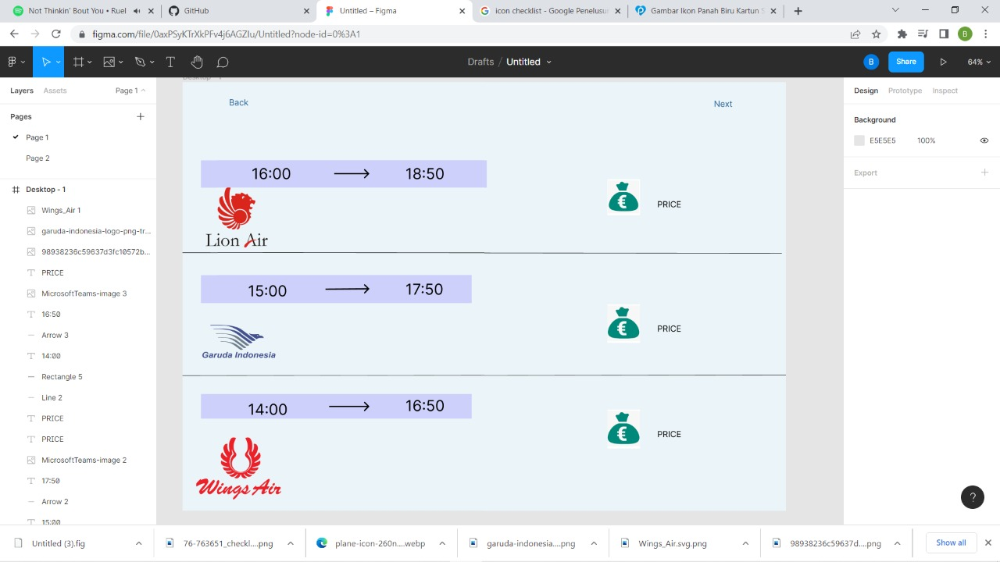 Not Thinkin' Bout You • Ruel
GitHub
Untitled – Figma
icon checklist - Google Penelusu
Gambar Ikon Panah Biru Kartun S
figma.com/file/0axPSyKTrXkPFv4j6AGZIu/Untitled?node-id=0%3A1
B
Drafts / Untitled
B
Share
64%
Layers
Assets
Page 1
Design
Prototype
Inspect
Pages
Page 1
Page 2
Background
E5E5E5
100%
Export
Desktop - 1
Wings_Air 1
garuda-indonesia-logo-png-tr...
98938236c59637d3fc10572b...
PRICE
MicrosoftTeams-image 3
16:50
Arrow 3
14:00
Rectangle 5
Line 2
PRICE
PRICE
MicrosoftTeams-image 2
17:50
Arrow 2
15:00
Desktop - 1
Back
Next
16:00
18:50
€
PRICE
Lion Air
15:00
17:50
€
PRICE
Garuda Indonesia
14:00
16:50
€
PRICE
Wings Air
?
Untitled (3).fig
76-763651_checkl....png
plane-icon-260n....webp
garuda-indonesia....png
Wings_Air.svg.png
98938236c59637d....png
Show all